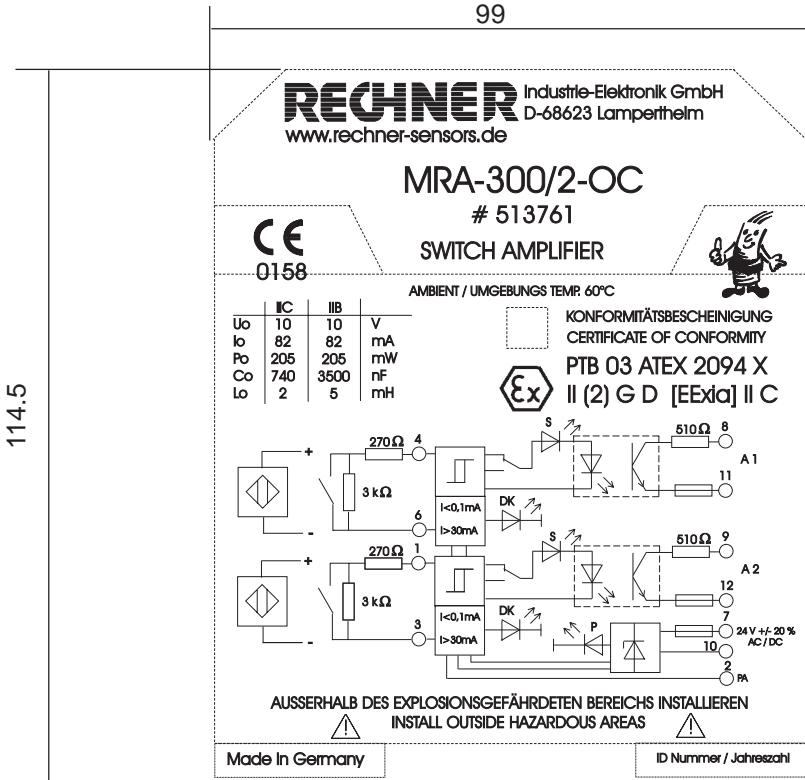 99
114.5
RECHNER Industrie-Elektronik GmbH
D-68623 Lampertheim
www.rechner-sensors.de
MRA-300/2-OC
# 513761
CE
0158
SWITCH AMPLIFIER
AMBIENT / UMGEBUNGS TEMP. 60°C
IIC IIB
Uo 10 10 V
Io 82 82 mA
Po 205 205 mW
Co 740 3500 nF
Lo 2 5 mH
KONFORMITÄTSBESCHEINIGUNG
CERTIFICATE OF CONFORMITY
Ex
PTB 03 ATEX 2094 X
II (2) G D [EExia] II C
+ 270Ω 4
3 kΩ
- 6
I<0,1mA
I>30mA
S
DK
510Ω 8
A 1
11
+ 270Ω 1
3 kΩ
- 3
I<0,1mA
I>30mA
S
DK
P
510Ω 9
A 2
12
7
24 V +/- 20 %
AC / DC
10
2
PA
AUSSERHALB DES EXPLOSIONSGEFÄHRDETEN BEREICHS INSTALLIEREN
INSTALL OUTSIDE HAZARDOUS AREAS
Made in Germany
ID Nummer / Jahreszahl